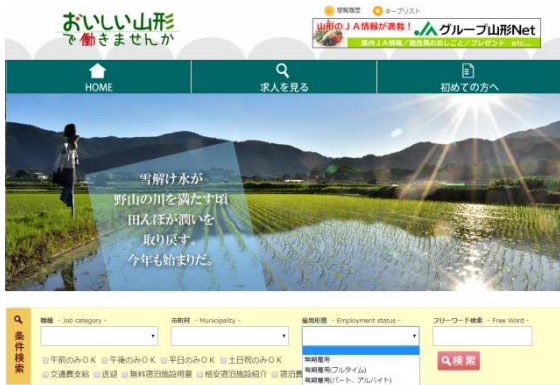 おいしい山形
で働きませんか
閲覧履歴 キープリスト
山形のJA情報が満載!
グループ山形Net
県内JA情報/組合員のおしごと/プレゼント etc...
HOME
求人を見る
初めての方へ
雪解け水が
野山の川を満たす頃
田んぼが潤いを
取り戻す。
今年も始まりだ。
条件検索
職種 - Job category -
市町村 - Municipality -
雇用形態 - Employment status -
フリーワード検索 - Free Word -
無期雇用
有期雇用(フルタイム)
有期雇用(パート、アルバイト)
検索
午前のみOK 午後のみOK 平日のみOK 土日祝のみOK
交通費支給 送迎 無料宿泊施設用意 格安宿泊施設紹介 宿泊費